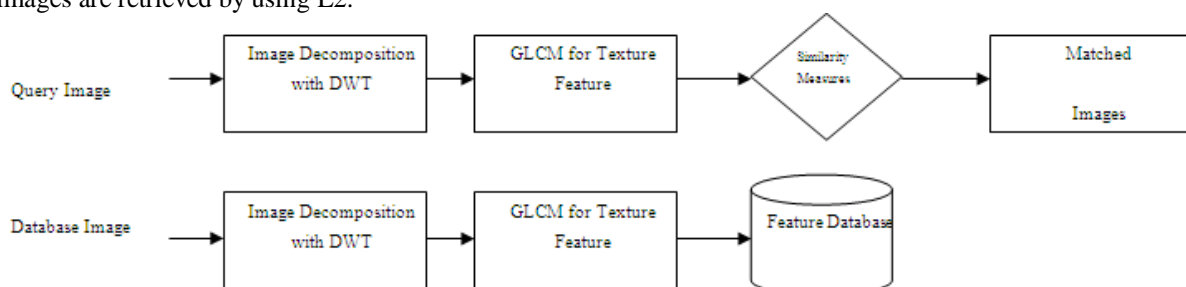 images are retrieved by using L2.
Query Image
Image Decomposition
with DWT
GLCM for Texture
Feature
Similarity
Measures
Matched
Images
Database Image
Image Decomposition
with DWT
GLCM for Texture
Feature
Feature Database